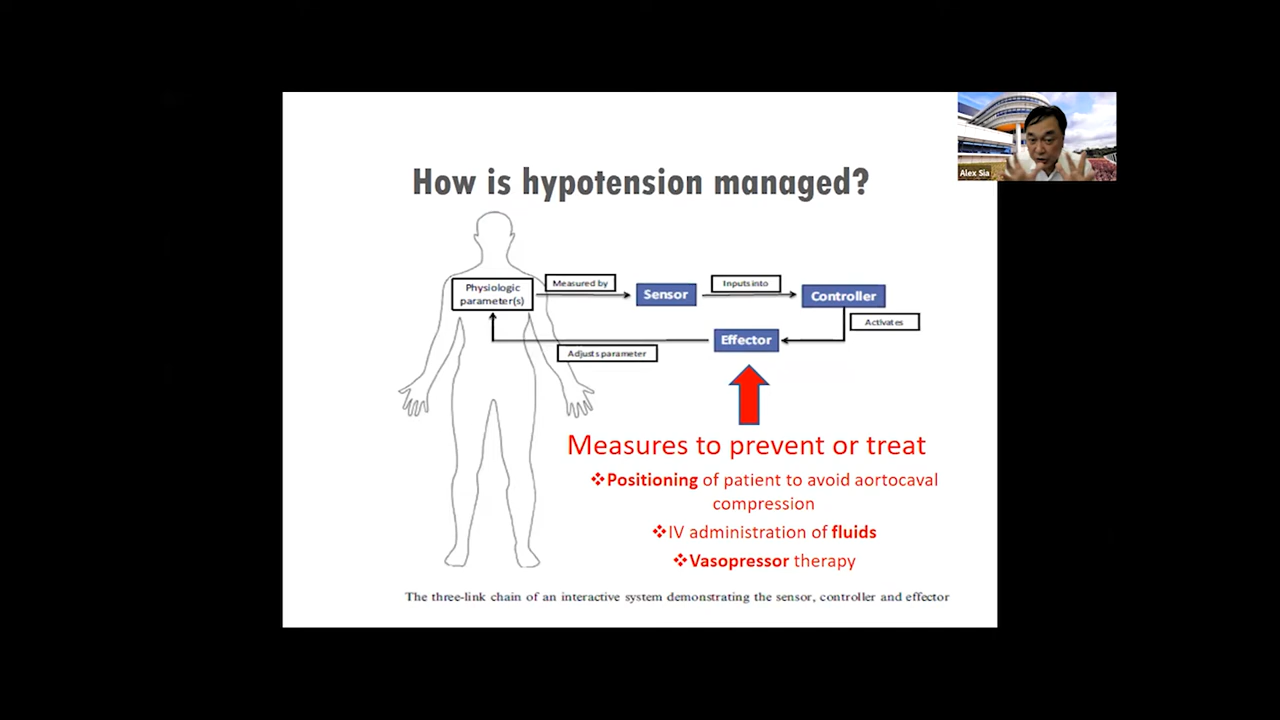 Alex Sia
How is hypotension managed?
Physiologic
parameter(s)
Measured by
Sensor
Inputs into
Controller
Activates
Effector
Adjusts parameter
Measures to prevent or treat
❖Positioning of patient to avoid aortocaval
compression
❖IV administration of fluids
❖Vasopressor therapy
The three-link chain of an interactive system demonstrating the sensor, controller and effector